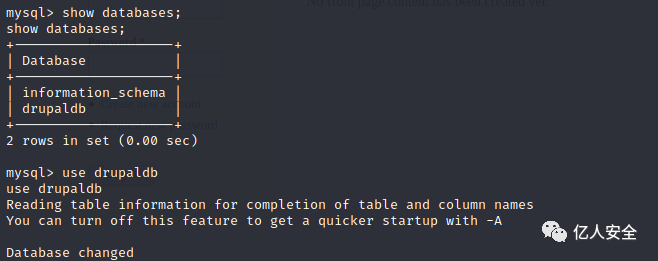 mysql> show databases;
show databases;
+--------------------+
| Database           |
+--------------------+
| information_schema |
| drupaldb           |
+--------------------+
2 rows in set (0.00 sec)
mysql> use drupaldb
use drupaldb
Reading table information for completion of table and column names
You can turn off this feature to get a quicker startup with -A
Database changed
亿人安全